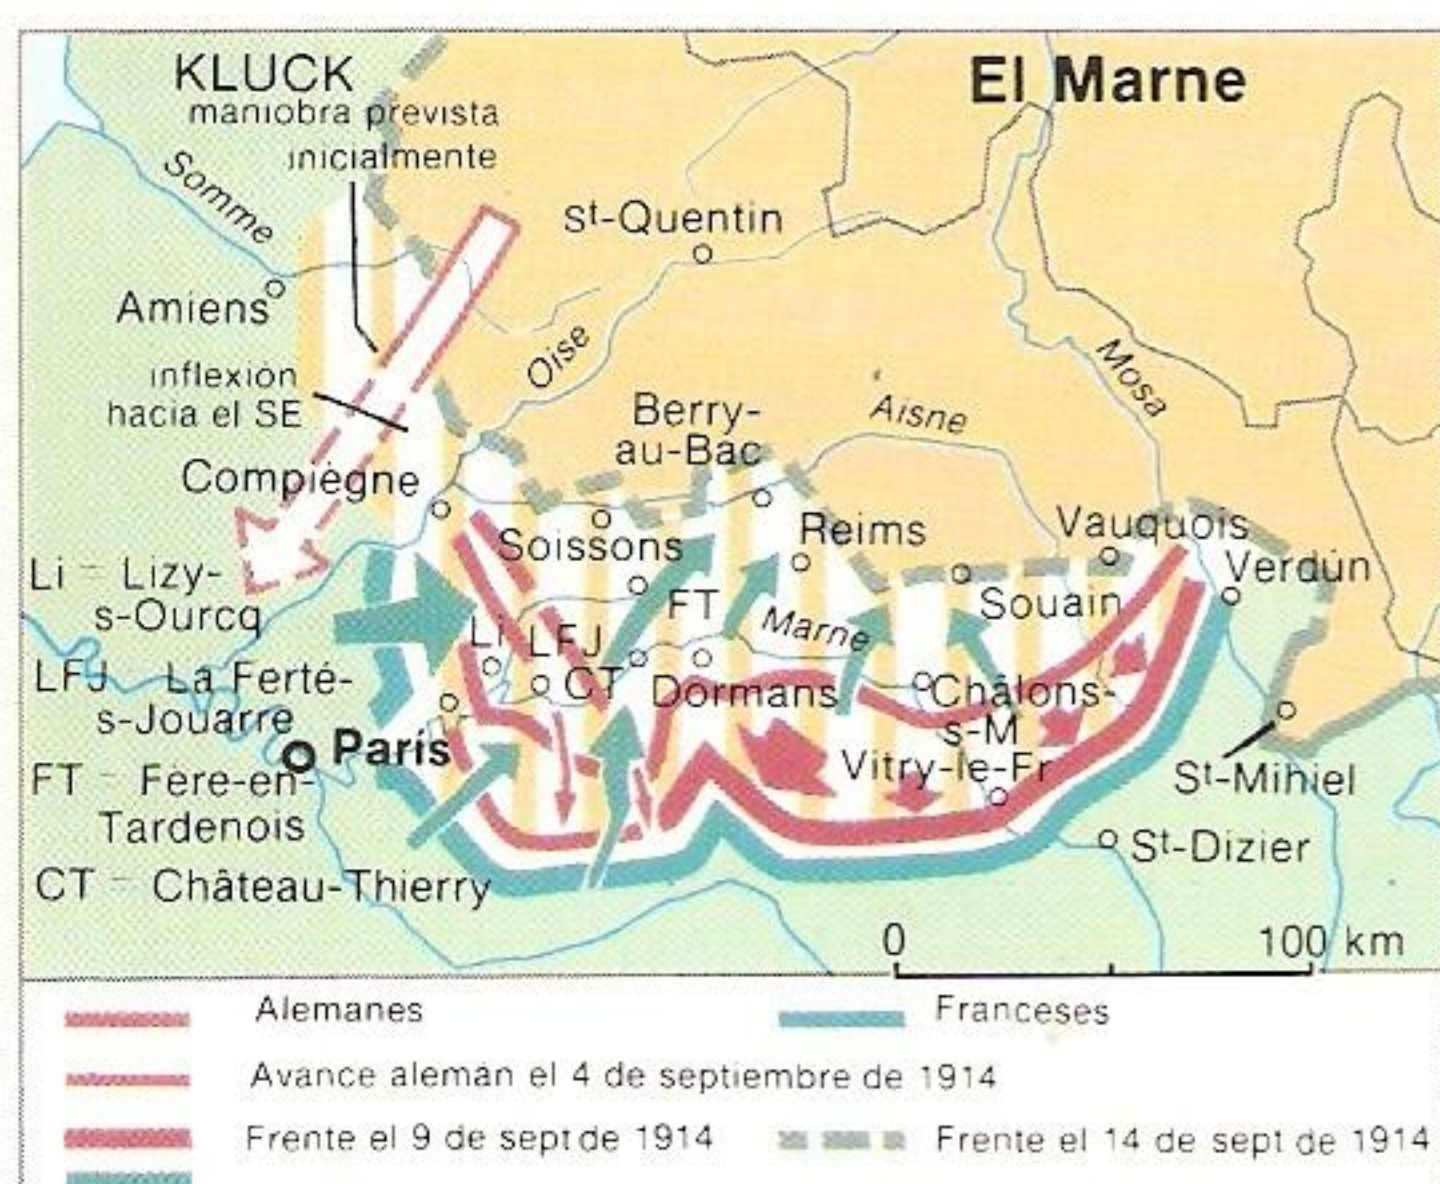 KLUCK
maniobra prevista
inicialmente
El Marne
Somme
St-Quentin
Amiens
Oise
Mosa
inflexión
hacia el SE
Berry-
au-Bac
Aisne
Compiègne
Soissons
Reims
Vauquois
Verdún
Li - Lizy-
s-Ourcq
FT
Souain
Li
LFJ
Marne
LFJ La Ferté-
s-Jouarre
CT
Dormans
Châlons-
s-M
París
Vitry-le-Fr
St-Mihiel
FT - Fère-en-
Tardenois
St-Dizier
CT - Château-Thierry
0
100 km
Alemanes
Franceses
Avance alemán el 4 de septiembre de 1914
Frente el 9 de sept de 1914
Frente el 14 de sept de 1914